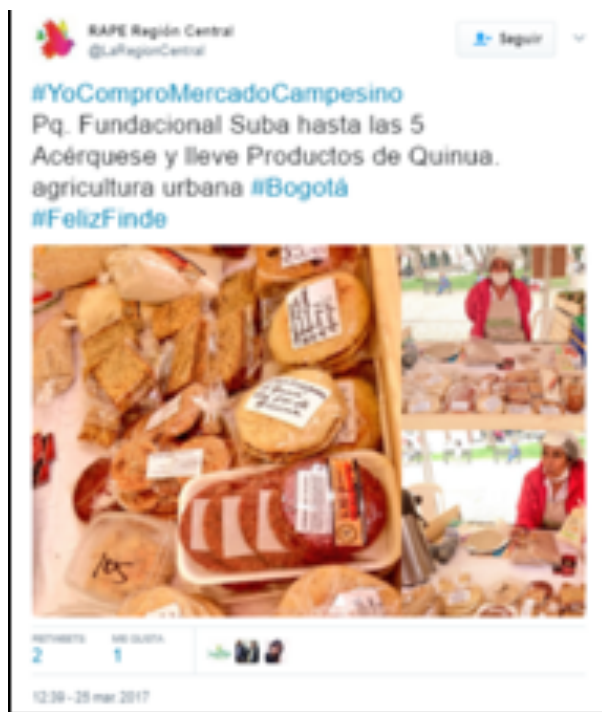 RAPE Región Central
@LaRegionCentral
Seguir
#YoComproMercadoCampesino
Pq. Fundacional Suba hasta las 5
Acérquese y lleve Productos de Quinua.
agricultura urbana #Bogotá
#FelizFinde
105
RETWEETS
ME GUSTA
2
1
12:39 - 25 mar. 2017